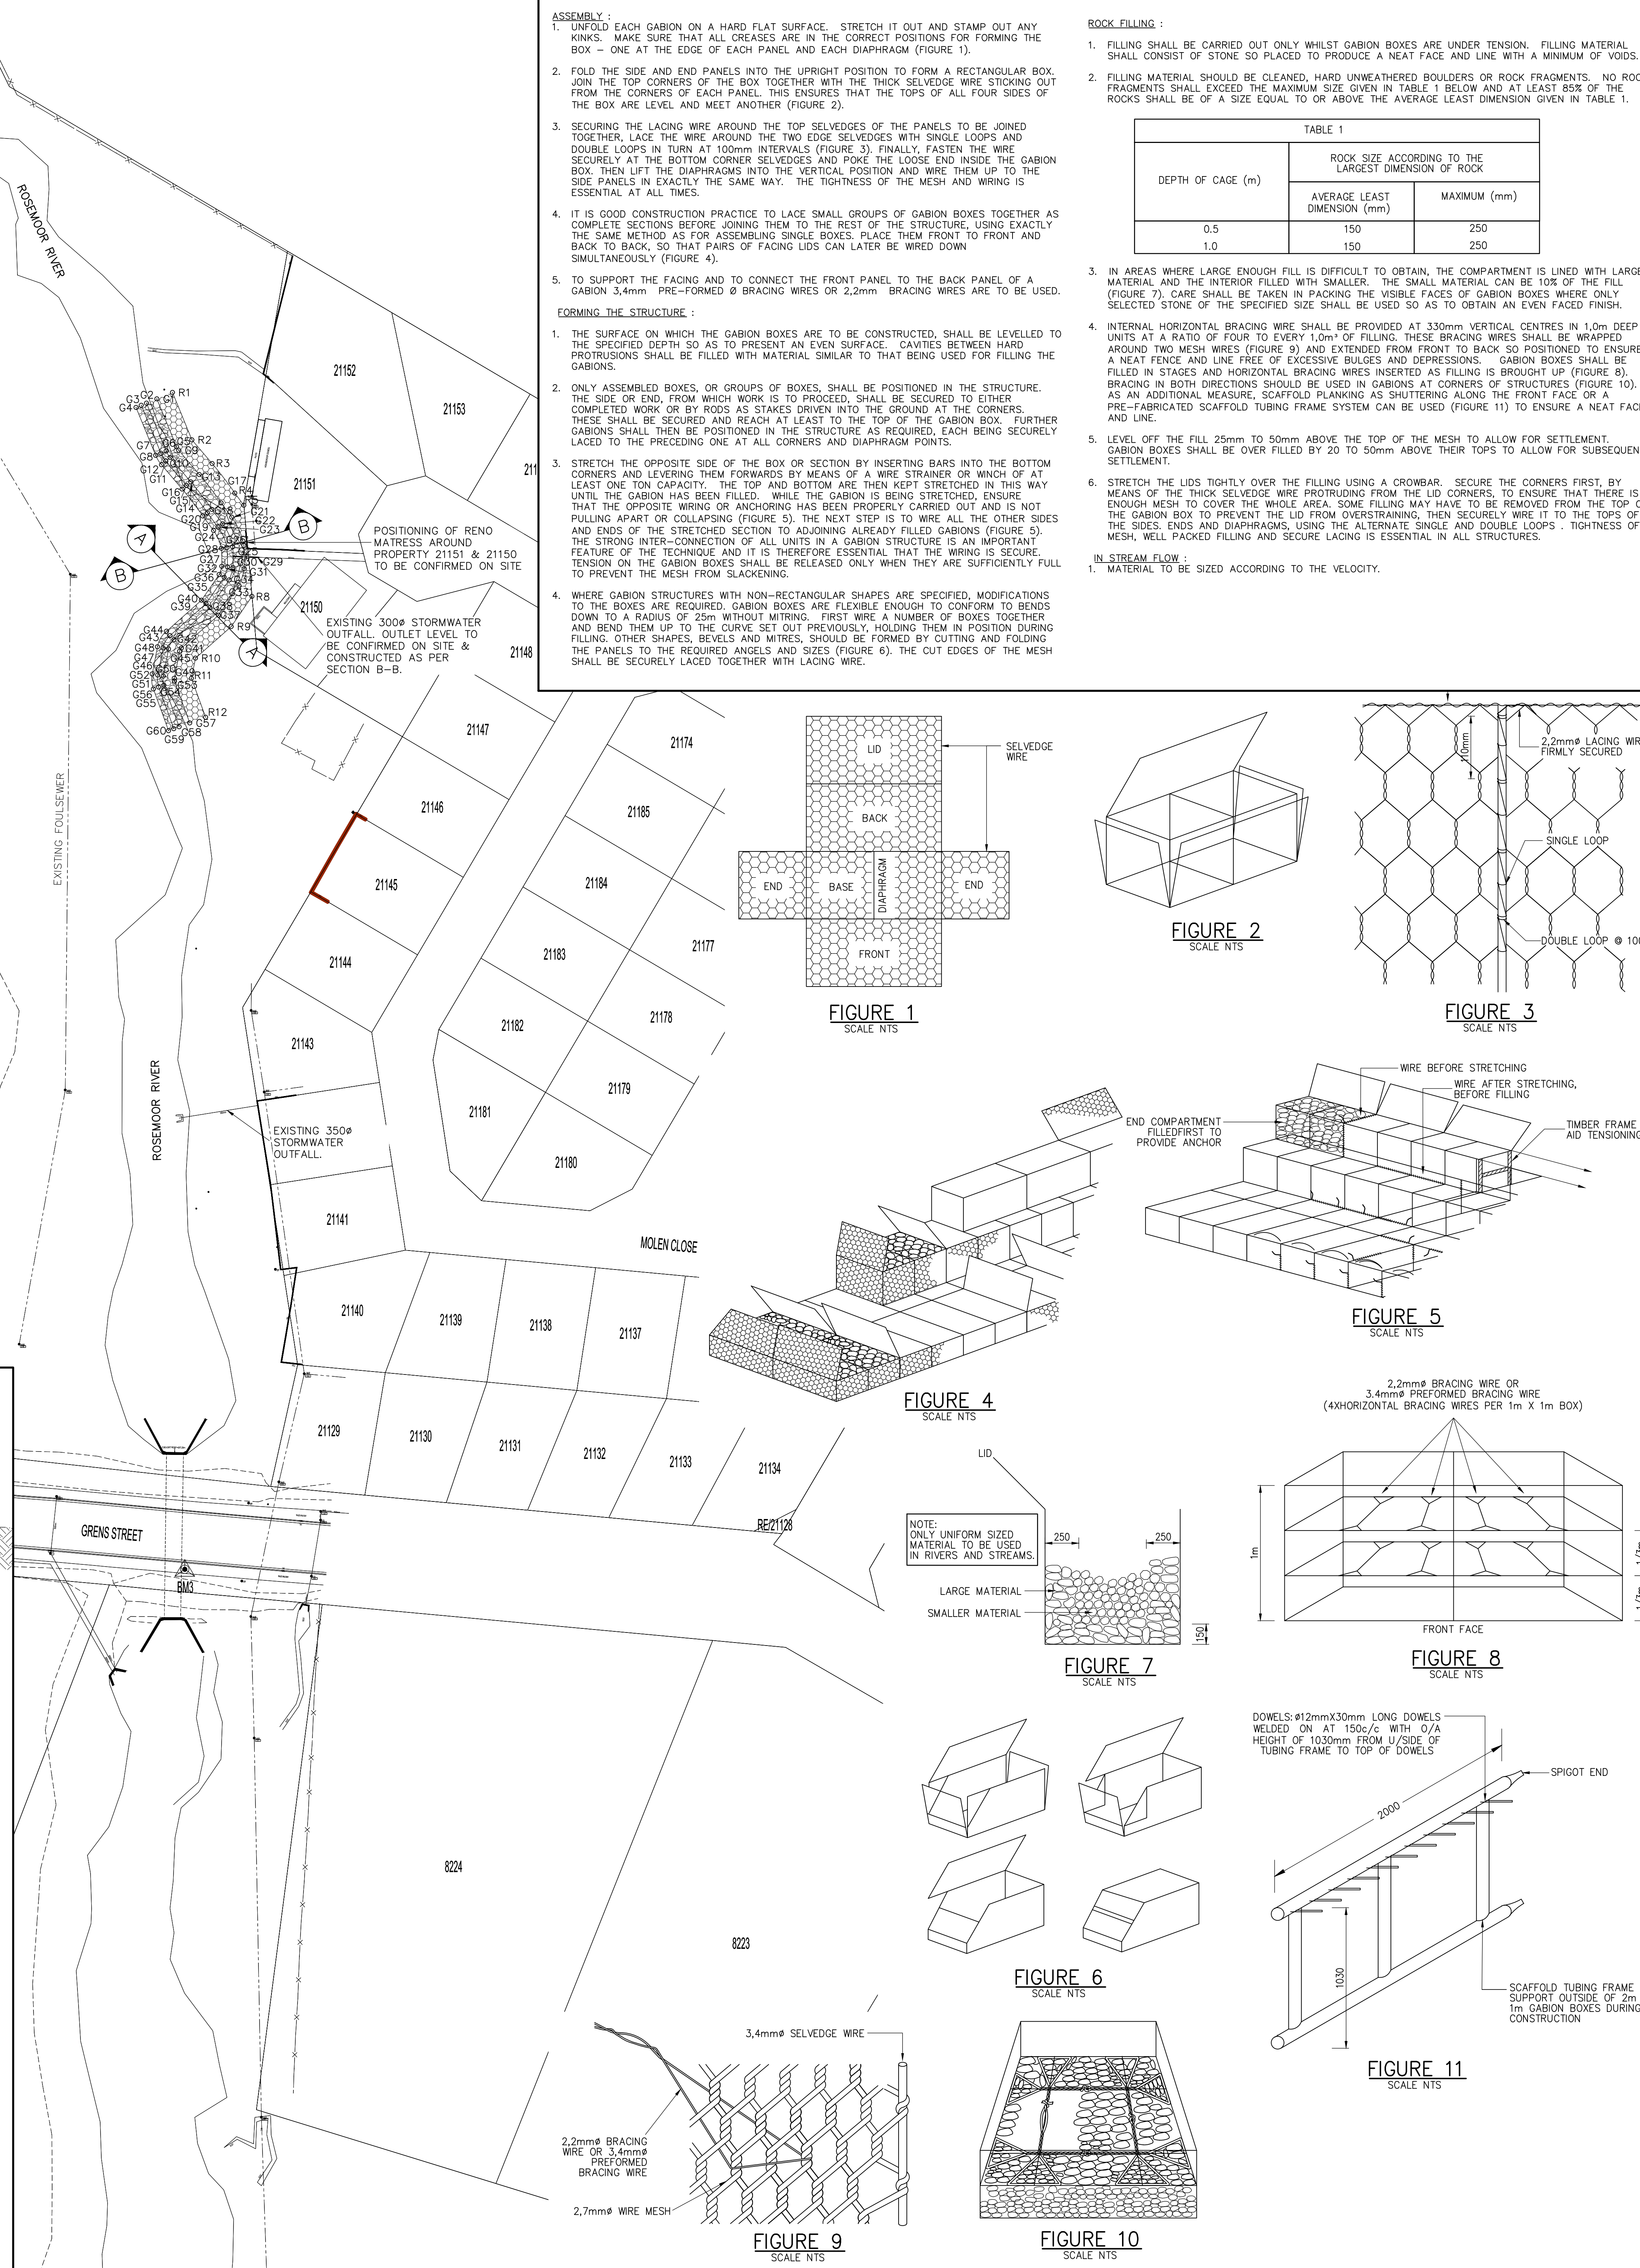 ASSEMBLY :
1. UNFOLD EACH GABION ON A HARD FLAT SURFACE. STRETCH IT OUT AND STAMP OUT ANY
KINKS. MAKE SURE THAT ALL CREASES ARE IN THE CORRECT POSITIONS FOR FORMING THE
BOX – ONE AT THE EDGE OF EACH PANEL AND EACH DIAPHRAGM (FIGURE 1).
2. FOLD THE SIDE AND END PANELS INTO THE UPRIGHT POSITION TO FORM A RECTANGULAR BOX.
JOIN THE TOP CORNERS OF THE BOX TOGETHER WITH THE THICK SELVEDGE WIRE STICKING OUT
FROM THE CORNERS OF EACH PANEL. THIS ENSURES THAT THE TOPS OF ALL FOUR SIDES OF
THE BOX ARE LEVEL AND MEET ANOTHER (FIGURE 2).
3. SECURING THE LACING WIRE AROUND THE TOP SELVEDGES OF THE PANELS TO BE JOINED
TOGETHER, LACE THE WIRE AROUND THE TWO EDGE SELVEDGES WITH SINGLE LOOPS AND
DOUBLE LOOPS IN TURN AT 100mm INTERVALS (FIGURE 3). FINALLY, FASTEN THE WIRE
SECURELY AT THE BOTTOM CORNER SELVEDGES AND POKE THE LOOSE END INSIDE THE GABION
BOX. THEN LIFT THE DIAPHRAGMS INTO THE VERTICAL POSITION AND WIRE THEM UP TO THE
SIDE PANELS IN EXACTLY THE SAME WAY. THE TIGHTNESS OF THE MESH AND WIRING IS
ESSENTIAL AT ALL TIMES.
4. IT IS GOOD CONSTRUCTION PRACTICE TO LACE SMALL GROUPS OF GABION BOXES TOGETHER AS
COMPLETE SECTIONS BEFORE JOINING THEM TO THE REST OF THE STRUCTURE, USING EXACTLY
THE SAME METHOD AS FOR ASSEMBLING SINGLE BOXES. PLACE THEM FRONT TO FRONT AND
BACK TO BACK, SO THAT PAIRS OF FACING LIDS CAN LATER BE WIRED DOWN
SIMULTANEOUSLY (FIGURE 4).
5. TO SUPPORT THE FACING AND TO CONNECT THE FRONT PANEL TO THE BACK PANEL OF A
GABION 3,4mm PRE–FORMED Ø BRACING WIRES OR 2,2mm BRACING WIRES ARE TO BE USED.
FORMING THE STRUCTURE :
1. THE SURFACE ON WHICH THE GABION BOXES ARE TO BE CONSTRUCTED, SHALL BE LEVELLED TO
THE SPECIFIED DEPTH SO AS TO PRESENT AN EVEN SURFACE. CAVITIES BETWEEN HARD
PROTRUSIONS SHALL BE FILLED WITH MATERIAL SIMILAR TO THAT BEING USED FOR FILLING THE
GABIONS.
2. ONLY ASSEMBLED BOXES, OR GROUPS OF BOXES, SHALL BE POSITIONED IN THE STRUCTURE.
THE SIDE OR END, FROM WHICH WORK IS TO PROCEED, SHALL BE SECURED TO EITHER
COMPLETED WORK OR BY RODS AS STAKES DRIVEN INTO THE GROUND AT THE CORNERS.
THESE SHALL BE SECURED AND REACH AT LEAST TO THE TOP OF THE GABION BOX. FURTHER
GABIONS SHALL THEN BE POSITIONED IN THE STRUCTURE AS REQUIRED, EACH BEING SECURELY
LACED TO THE PRECEDING ONE AT ALL CORNERS AND DIAPHRAGM POINTS.
3. STRETCH THE OPPOSITE SIDE OF THE BOX OR SECTION BY INSERTING BARS INTO THE BOTTOM
CORNERS AND LEVERING THEM FORWARDS BY MEANS OF A WIRE STRAINER OR WINCH OF AT
LEAST ONE TON CAPACITY. THE TOP AND BOTTOM ARE THEN KEPT STRETCHED IN THIS WAY
UNTIL THE GABION HAS BEEN FILLED. WHILE THE GABION IS BEING STRETCHED, ENSURE
THAT THE OPPOSITE WIRING OR ANCHORING HAS BEEN PROPERLY CARRIED OUT AND IS NOT
PULLING APART OR COLLAPSING (FIGURE 5). THE NEXT STEP IS TO WIRE ALL THE OTHER SIDES
AND ENDS OF THE STRETCHED SECTION TO ADJOINING ALREADY FILLED GABIONS (FIGURE 5).
THE STRONG INTER–CONNECTION OF ALL UNITS IN A GABION STRUCTURE IS AN IMPORTANT
FEATURE OF THE TECHNIQUE AND IT IS THEREFORE ESSENTIAL THAT THE WIRING IS SECURE.
TENSION ON THE GABION BOXES SHALL BE RELEASED ONLY WHEN THEY ARE SUFFICIENTLY FULL
TO PREVENT THE MESH FROM SLACKENING.
4. WHERE GABION STRUCTURES WITH NON–RECTANGULAR SHAPES ARE SPECIFIED, MODIFICATIONS
TO THE BOXES ARE REQUIRED. GABION BOXES ARE FLEXIBLE ENOUGH TO CONFORM TO BENDS
DOWN TO A RADIUS OF 25m WITHOUT MITRING. FIRST WIRE A NUMBER OF BOXES TOGETHER
AND BEND THEM UP TO THE CURVE SET OUT PREVIOUSLY, HOLDING THEM IN POSITION DURING
FILLING. OTHER SHAPES, BEVELS AND MITRES, SHOULD BE FORMED BY CUTTING AND FOLDING
THE PANELS TO THE REQUIRED ANGELS AND SIZES (FIGURE 6). THE CUT EDGES OF THE MESH
SHALL BE SECURELY LACED TOGETHER WITH LACING WIRE.
ROCK FILLING :
1. FILLING SHALL BE CARRIED OUT ONLY WHILST GABION BOXES ARE UNDER TENSION. FILLING MATERIAL
SHALL CONSIST OF STONE SO PLACED TO PRODUCE A NEAT FACE AND LINE WITH A MINIMUM OF VOIDS.
2. FILLING MATERIAL SHOULD BE CLEANED, HARD UNWEATHERED BOULDERS OR ROCK FRAGMENTS. NO ROC
FRAGMENTS SHALL EXCEED THE MAXIMUM SIZE GIVEN IN TABLE 1 BELOW AND AT LEAST 85% OF THE
ROCKS SHALL BE OF A SIZE EQUAL TO OR ABOVE THE AVERAGE LEAST DIMENSION GIVEN IN TABLE 1.
TABLE 1
DEPTH OF CAGE (m)
ROCK SIZE ACCORDING TO THE
LARGEST DIMENSION OF ROCK
AVERAGE LEAST
DIMENSION (mm)
MAXIMUM (mm)
0.5 150 250
1.0 150 250
3. IN AREAS WHERE LARGE ENOUGH FILL IS DIFFICULT TO OBTAIN, THE COMPARTMENT IS LINED WITH LARGE
MATERIAL AND THE INTERIOR FILLED WITH SMALLER. THE SMALL MATERIAL CAN BE 10% OF THE FILL
(FIGURE 7). CARE SHALL BE TAKEN IN PACKING THE VISIBLE FACES OF GABION BOXES WHERE ONLY
SELECTED STONE OF THE SPECIFIED SIZE SHALL BE USED SO AS TO OBTAIN AN EVEN FACED FINISH.
4. INTERNAL HORIZONTAL BRACING WIRE SHALL BE PROVIDED AT 330mm VERTICAL CENTRES IN 1,0m DEEP
UNITS AT A RATIO OF FOUR TO EVERY 1,0m³ OF FILLING. THESE BRACING WIRES SHALL BE WRAPPED
AROUND TWO MESH WIRES (FIGURE 9) AND EXTENDED FROM FRONT TO BACK SO POSITIONED TO ENSURE
A NEAT FENCE AND LINE FREE OF EXCESSIVE BULGES AND DEPRESSIONS. GABION BOXES SHALL BE
FILLED IN STAGES AND HORIZONTAL BRACING WIRES INSERTED AS FILLING IS BROUGHT UP (FIGURE 8).
BRACING IN BOTH DIRECTIONS SHOULD BE USED IN GABIONS AT CORNERS OF STRUCTURES (FIGURE 10).
AS AN ADDITIONAL MEASURE, SCAFFOLD PLANKING AS SHUTTERING ALONG THE FRONT FACE OR A
PRE–FABRICATED SCAFFOLD TUBING FRAME SYSTEM CAN BE USED (FIGURE 11) TO ENSURE A NEAT FAC
AND LINE.
5. LEVEL OFF THE FILL 25mm TO 50mm ABOVE THE TOP OF THE MESH TO ALLOW FOR SETTLEMENT.
GABION BOXES SHALL BE OVER FILLED BY 20 TO 50mm ABOVE THEIR TOPS TO ALLOW FOR SUBSEQUEN
SETTLEMENT.
6. STRETCH THE LIDS TIGHTLY OVER THE FILLING USING A CROWBAR. SECURE THE CORNERS FIRST, BY
MEANS OF THE THICK SELVEDGE WIRE PROTRUDING FROM THE LID CORNERS, TO ENSURE THAT THERE IS
ENOUGH MESH TO COVER THE WHOLE AREA. SOME FILLING MAY HAVE TO BE REMOVED FROM THE TOP O
THE GABION BOX TO PREVENT THE LID FROM OVERSTRAINING, THEN SECURELY WIRE IT TO THE TOPS OF
THE SIDES. ENDS AND DIAPHRAGMS, USING THE ALTERNATE SINGLE AND DOUBLE LOOPS . TIGHTNESS OF
MESH, WELL PACKED FILLING AND SECURE LACING IS ESSENTIAL IN ALL STRUCTURES.
IN STREAM FLOW :
1. MATERIAL TO BE SIZED ACCORDING TO THE VELOCITY.
ROSEMOOR RIVER
21152
21153
211
21151
21150
21148
POSITIONING OF RENO
MATRESS AROUND
PROPERTY 21151 & 21150
TO BE CONFIRMED ON SITE
EXISTING 300Ø STORMWATER
OUTFALL. OUTLET LEVEL TO
BE CONFIRMED ON SITE &
CONSTRUCTED AS PER
SECTION B–B.
A
A
B
B
G3
G2
G1
R1
G4
R2
G7
G8
G9
G12
G10
G11
R3
G13
G17
R4
G16
G15
G14
R5
G21
G22
G23
G20
G19
G24
G28
G27
G29
G32
G31
G36
G34
G35
G33
R8
G40
G39
G38
G37
R9
G44
G43
G42
G48
G41
G47
G45
R10
G46
G52
G49
R11
G51
G53
G56
G54
G55
R12
G57
G60
G58
G59
EXISTING FOULSEWER
21147
21146
21145
21144
21143
21141
21140
21139
21138
21137
21174
21185
21184
21183
21182
21181
21180
21179
21178
21177
ROSEMOOR RIVER
EXISTING 350Ø
STORMWATER
OUTFALL.
MOLEN CLOSE
21129
21130
21131
21132
21133
21134
RE/21128
GRENS STREET
BM3
8224
8223
LID
BACK
END
BASE
DIAPHRAGM
END
FRONT
SELVEDGE
WIRE
FIGURE 1
SCALE NTS
FIGURE 2
SCALE NTS
110mm
2,2mmø LACING WIR
FIRMLY SECURED
SINGLE LOOP
DOUBLE LOOP @ 10
FIGURE 3
SCALE NTS
FIGURE 4
SCALE NTS
WIRE BEFORE STRETCHING
WIRE AFTER STRETCHING,
BEFORE FILLING
END COMPARTMENT
FILLEDFIRST TO
PROVIDE ANCHOR
TIMBER FRAME
AID TENSIONING
FIGURE 5
SCALE NTS
LID
NOTE:
ONLY UNIFORM SIZED
MATERIAL TO BE USED
IN RIVERS AND STREAMS.
250
250
LARGE MATERIAL
SMALLER MATERIAL
150
FIGURE 7
SCALE NTS
2,2mmø BRACING WIRE OR
3.4mmø PREFORMED BRACING WIRE
(4XHORIZONTAL BRACING WIRES PER 1m X 1m BOX)
1m
1/3m
1/3m
FRONT FACE
FIGURE 8
SCALE NTS
FIGURE 6
SCALE NTS
DOWELS: ø12mmX30mm LONG DOWELS
WELDED ON AT 150c/c WITH O/A
HEIGHT OF 1030mm FROM U/SIDE OF
TUBING FRAME TO TOP OF DOWELS
SPIGOT END
2000
1030
SCAFFOLD TUBING FRAME
SUPPORT OUTSIDE OF 2m
1m GABION BOXES DURING
CONSTRUCTION
FIGURE 11
SCALE NTS
3,4mmø SELVEDGE WIRE
2,2mmø BRACING
WIRE OR 3,4mmø
PREFORMED
BRACING WIRE
2,7mmø WIRE MESH
FIGURE 9
SCALE NTS
FIGURE 10
SCALE NTS